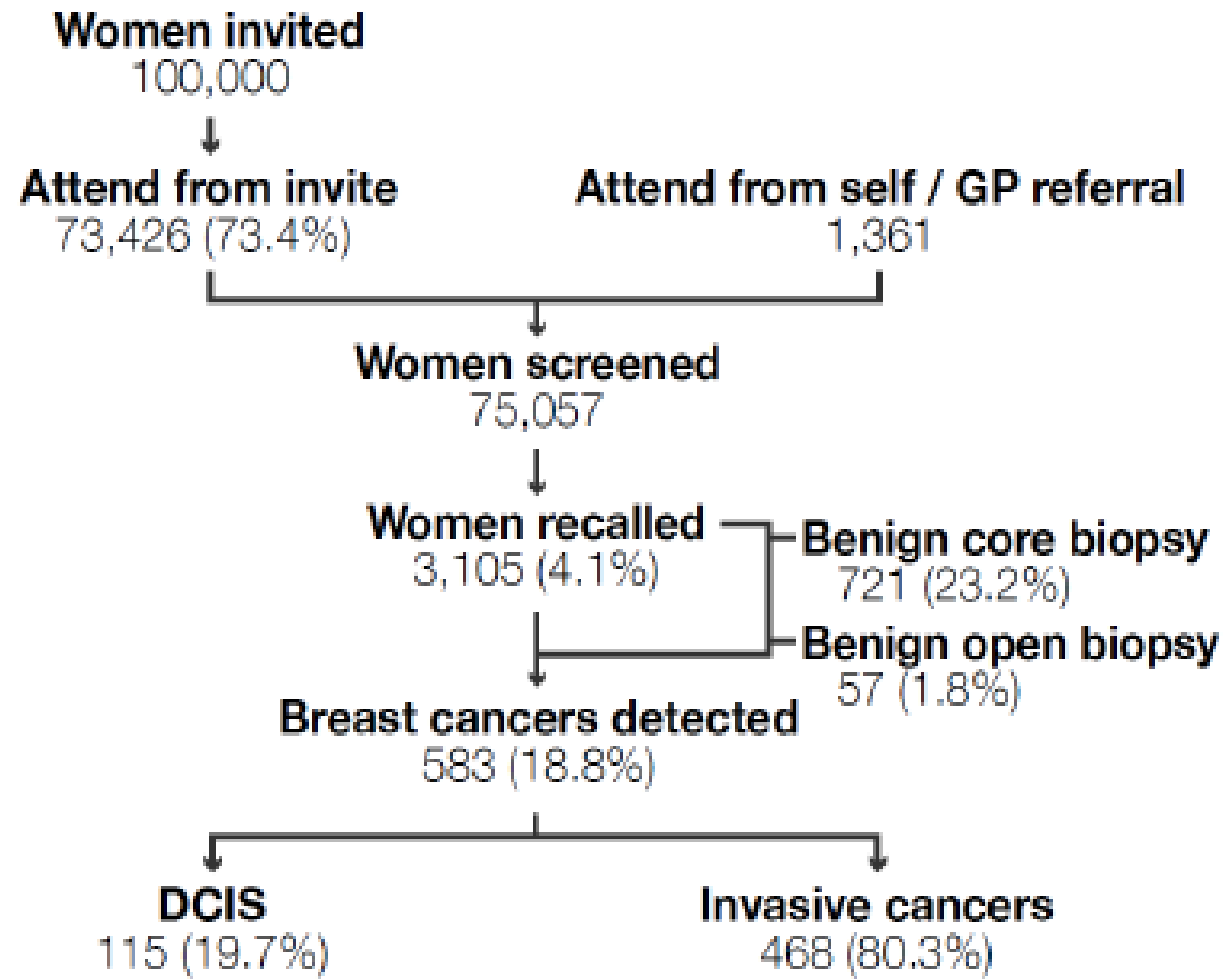 Women invited
100,000
Attend from invite
73,426 (73.4%)
Attend from self / GP referral
1,361
Women screened
75,057
Women recalled
3,105 (4.1%)
Benign core biopsy
721 (23.2%)
Benign open biopsy
57 (1.8%)
Breast cancers detected
583 (18.8%)
DCIS
115 (19.7%)
Invasive cancers
468 (80.3%)